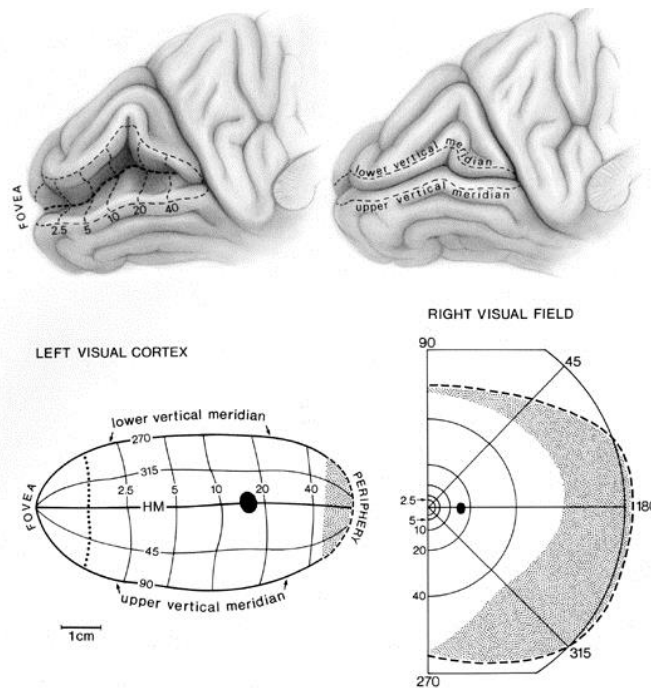 FOVEA
2.5 5 10 20 40
lower vertical meridian
upper vertical meridian
LEFT VISUAL CORTEX
lower vertical meridian
270
315
2.5 5 10 20 40
HM
FOVEA
PERIPHERY
45
90
upper vertical meridian
1cm
RIGHT VISUAL FIELD
90
45
2.5
5
10
20
40
180
315
270